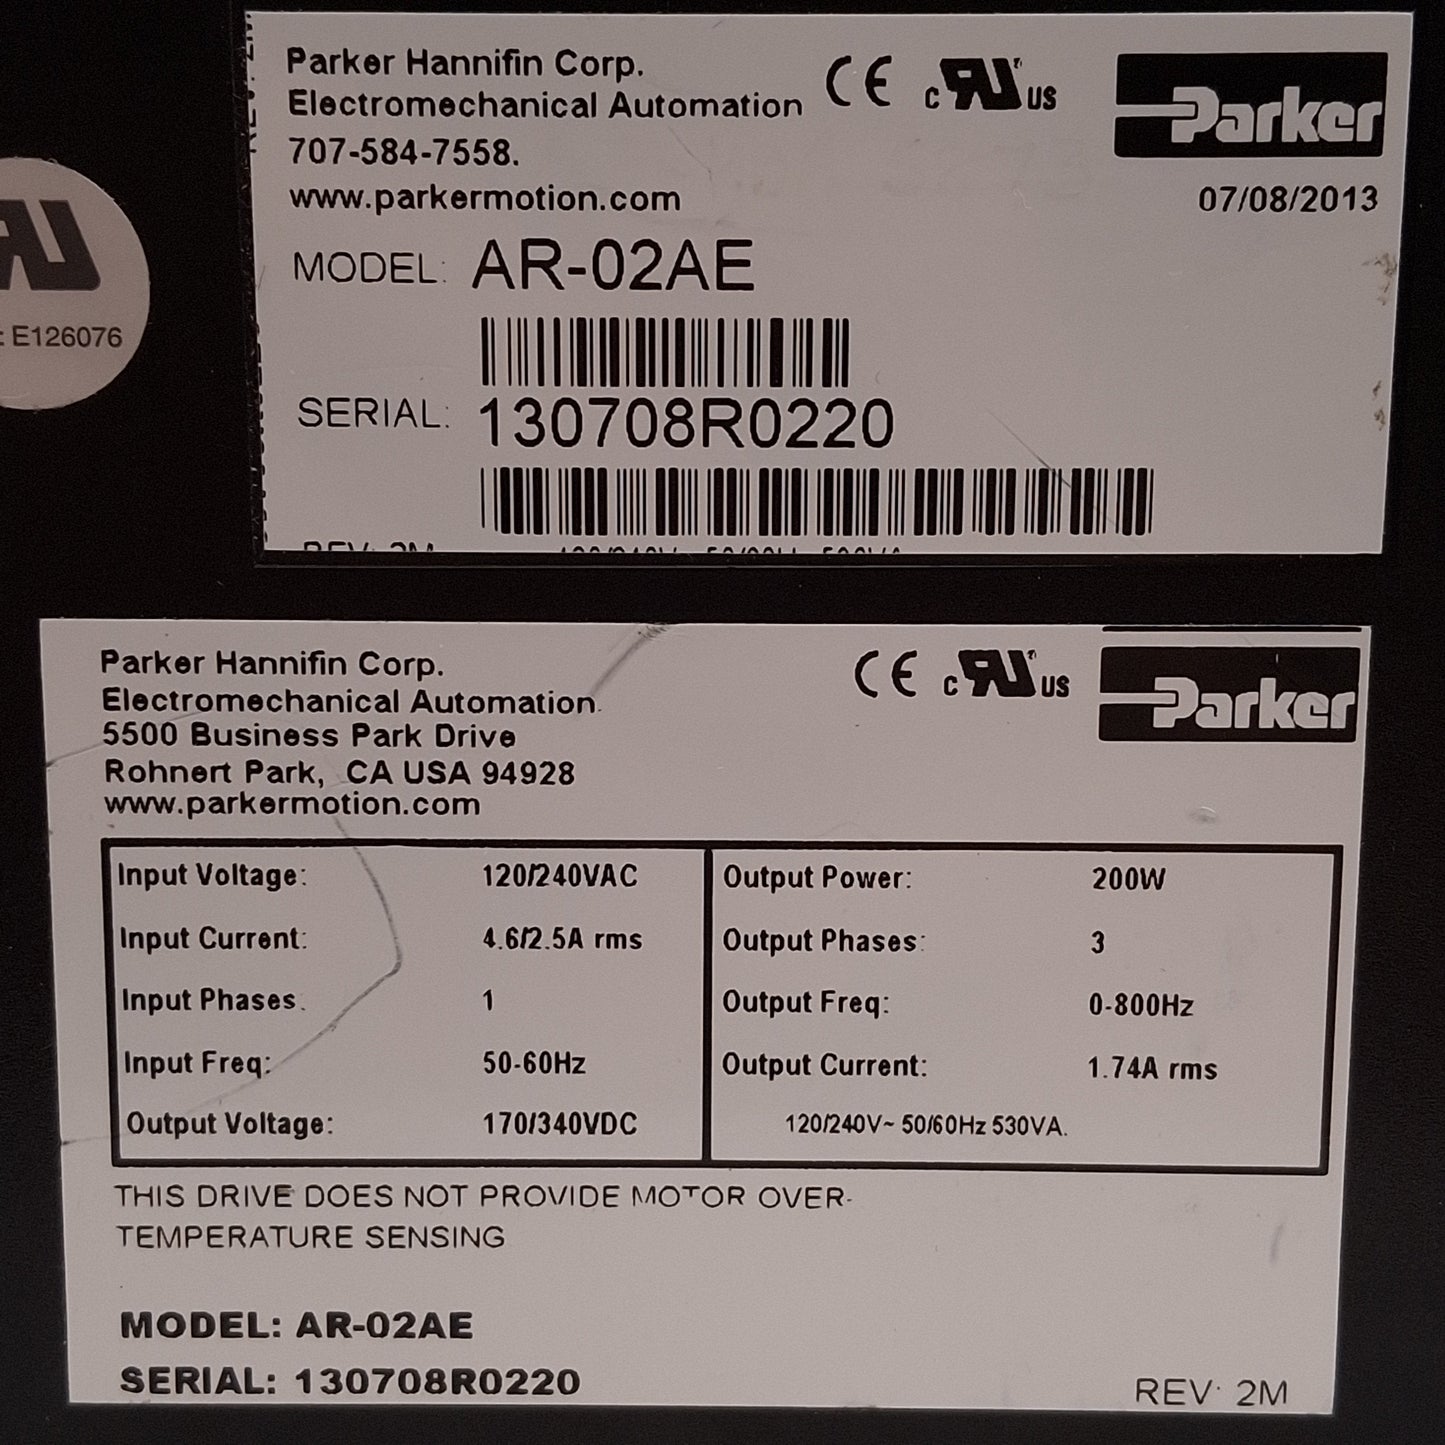 Parker Hannifin Corp.
Electromechanical Automation
707-584-7558.
www.parkermotion.com
CE
c RU US
Parker
07/08/2013
MODEL: AR-02AE
SERIAL: 130708R0220
REV: 2M
E126076
Parker Hannifin Corp.
Electromechanical Automation
5500 Business Park Drive
Rohnert Park, CA USA 94928
www.parkermotion.com
CE
c RU US
Parker
Input Voltage: 120/240VAC
Input Current: 4.6/2.5A rms
Input Phases: 1
Input Freq: 50-60Hz
Output Voltage: 170/340VDC
Output Power: 200W
Output Phases: 3
Output Freq: 0-800Hz
Output Current: 1.74A rms
120/240V~ 50/60Hz 530VA.
THIS DRIVE DOES NOT PROVIDE MOTOR OVER-
TEMPERATURE SENSING
MODEL: AR-02AE
SERIAL: 130708R0220
REV: 2M